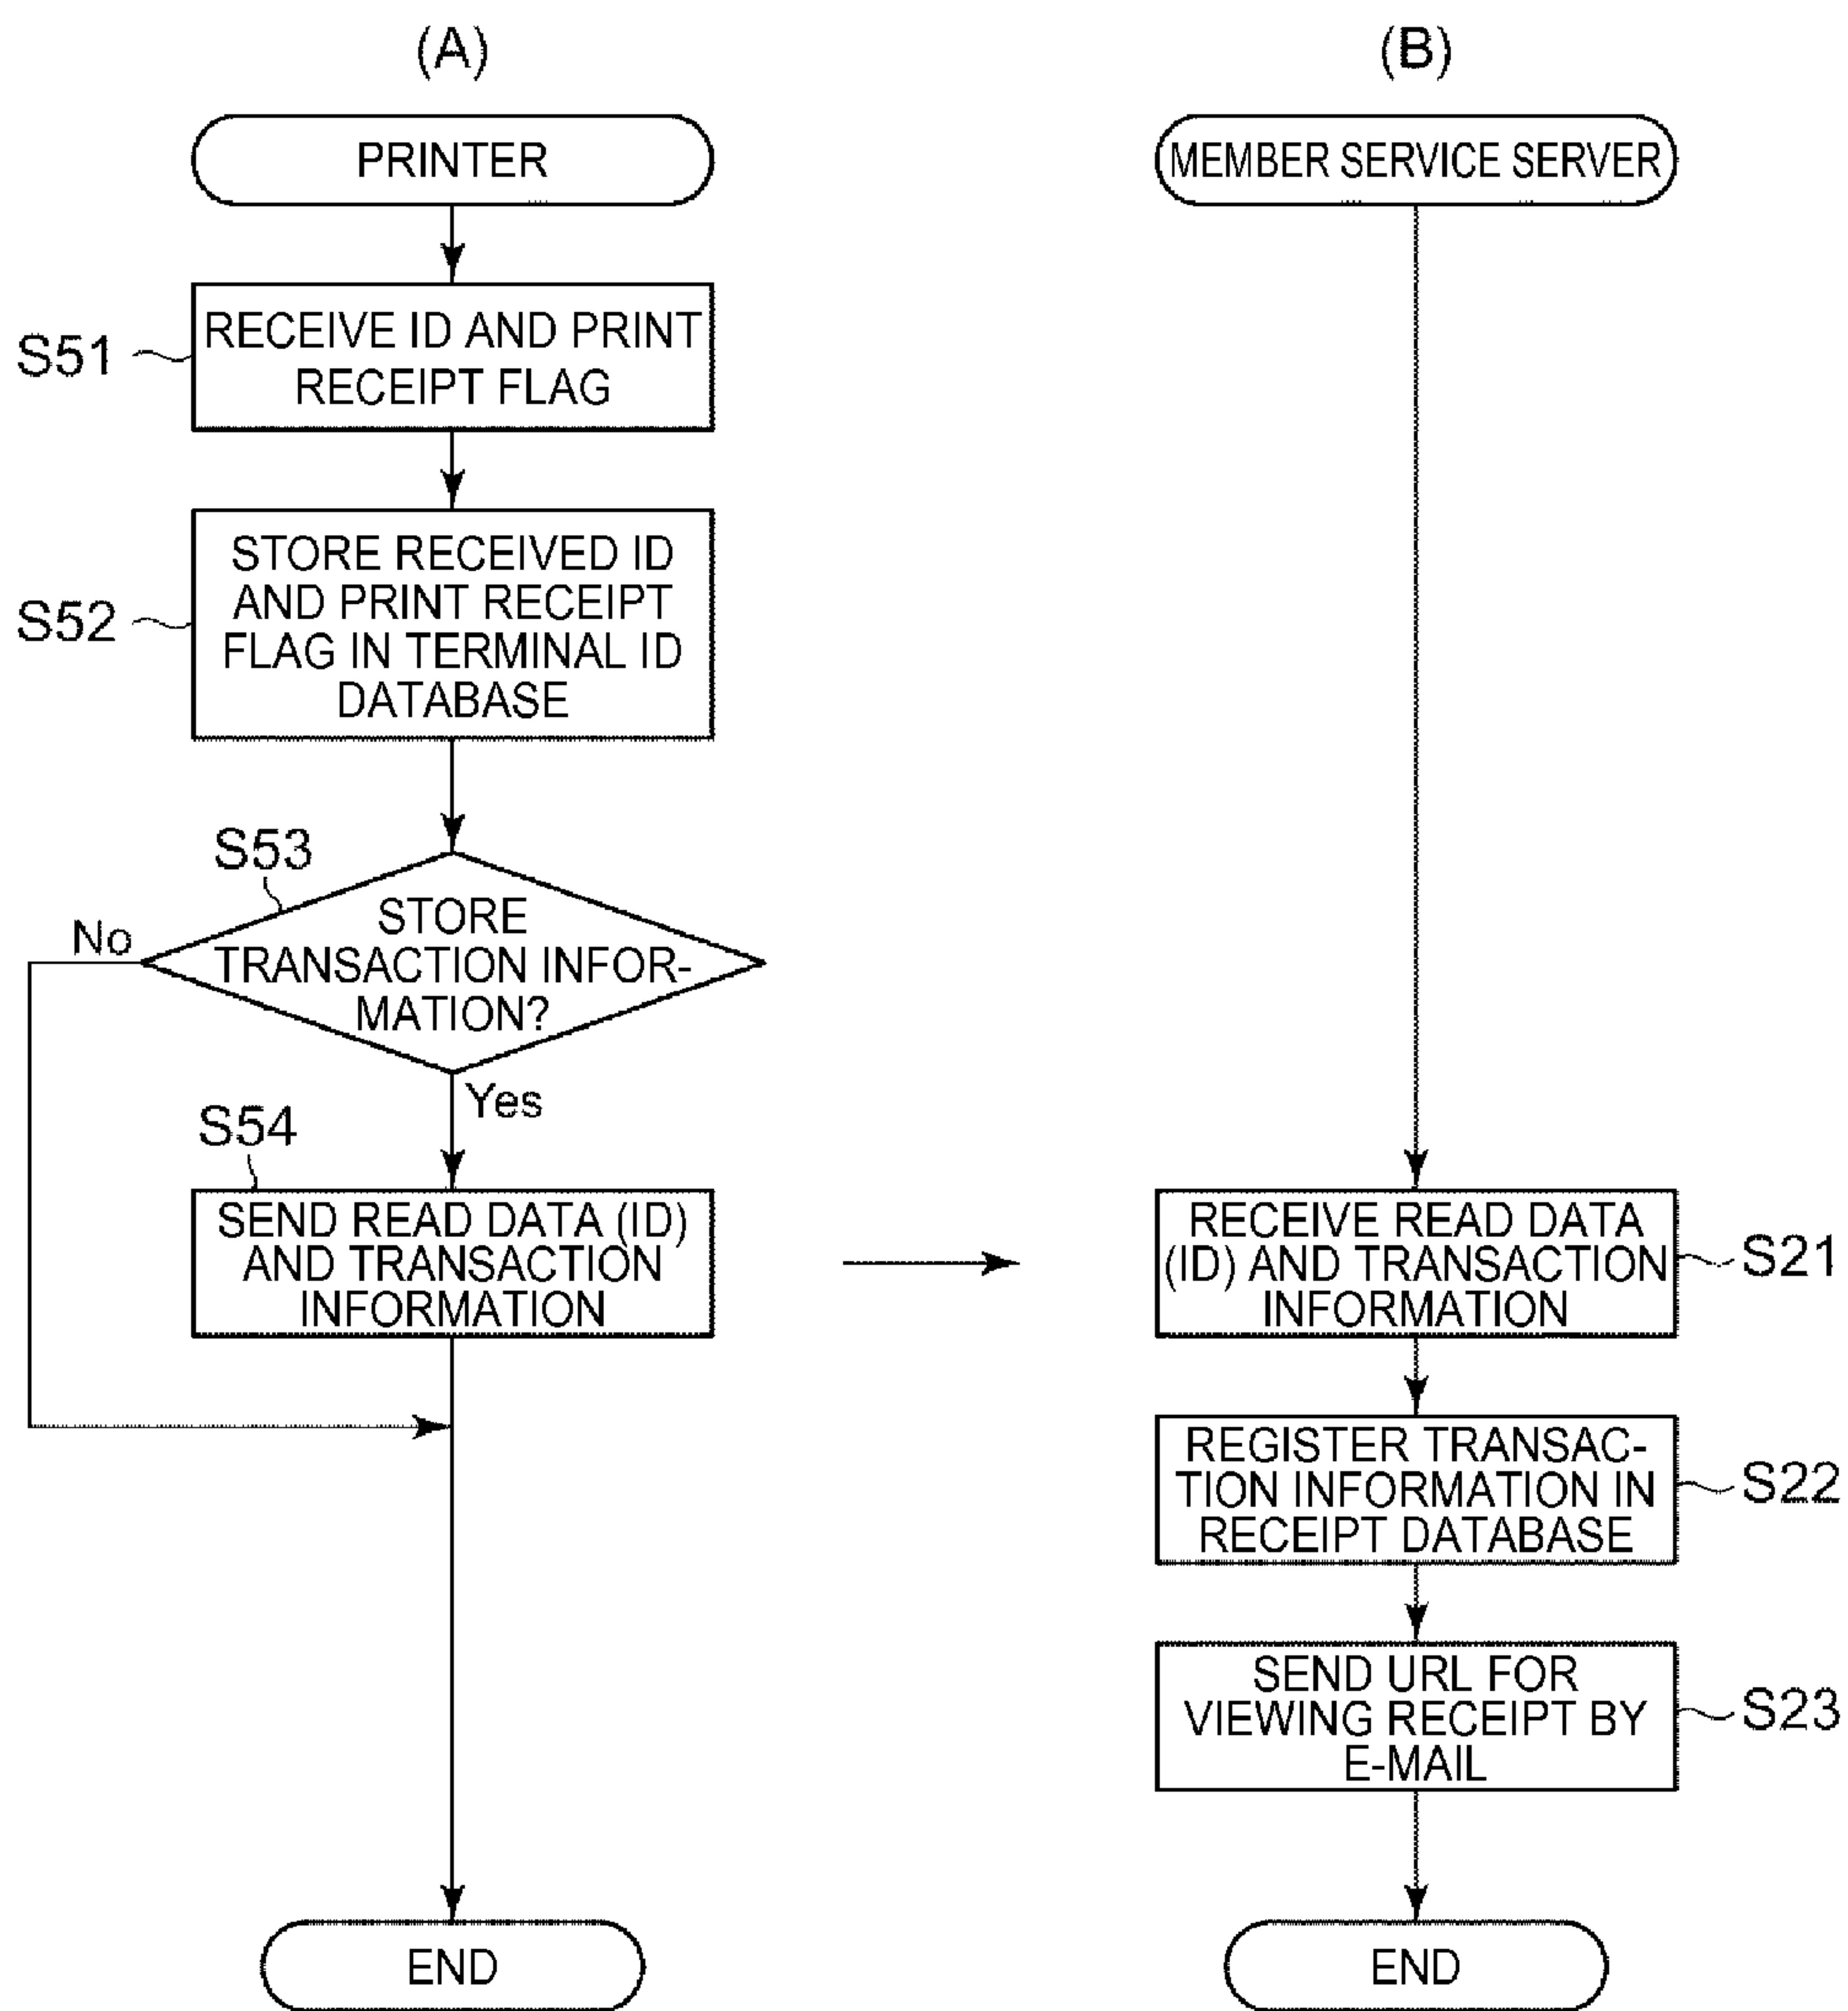 (A)
PRINTER
S51
RECEIVE ID AND PRINT
RECEIPT FLAG
S52
STORE RECEIVED ID
AND PRINT RECEIPT
FLAG IN TERMINAL ID
DATABASE
S53
STORE
TRANSACTION INFOR-
MATION?
No
Yes
S54
SEND READ DATA (ID)
AND TRANSACTION
INFORMATION
END
(B)
MEMBER SERVICE SERVER
RECEIVE READ DATA
(ID) AND TRANSACTION
INFORMATION
S21
REGISTER TRANSAC-
TION INFORMATION IN
RECEIPT DATABASE
S22
SEND URL FOR
VIEWING RECEIPT BY
E-MAIL
S23
END